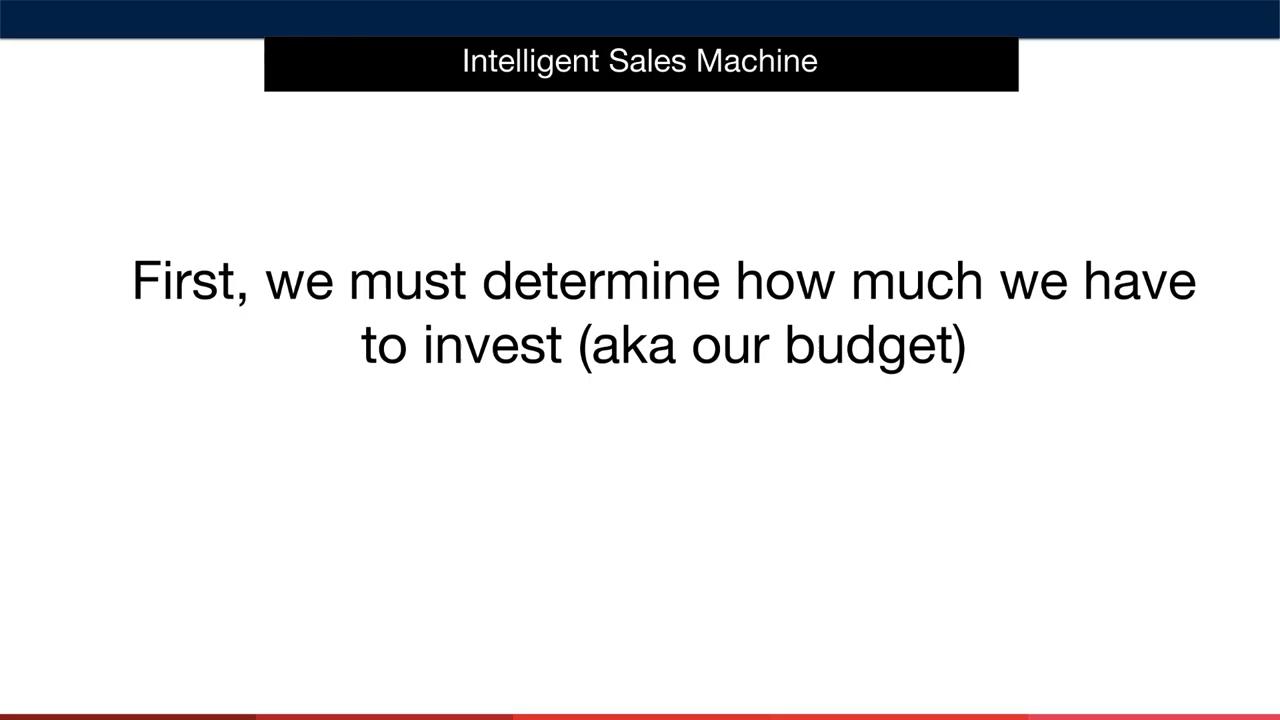 Intelligent Sales Machine
First, we must determine how much we have
to invest (aka our budget)